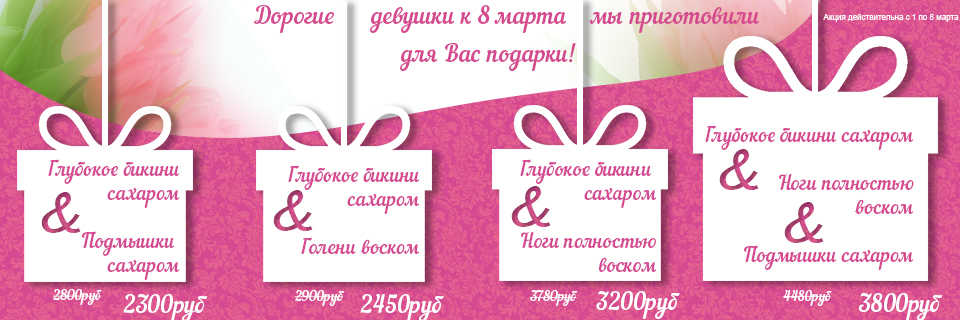 Дорогие девушки к 8 марта мы приготовили
для Вас подарки!
Акция действительна с 1 по 8 марта
Глубокое бикини
сахаром
&
Подмышки
сахаром
2800руб 2300руб
Глубокое бикини
сахаром
&
Голени воском
2900руб 2450руб
Глубокое бикини
сахаром
&
Ноги полностью
воском
3780руб 3200руб
Глубокое бикини сахаром
&
Ноги полностью
воском
&
Подмышки сахаром
4480руб 3800руб